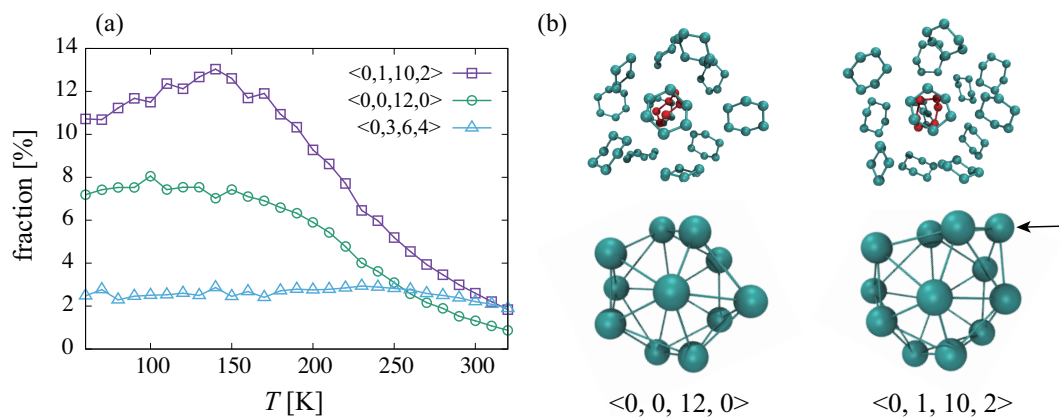 (a)
fraction [%]
14
12
10
8
6
4
2
0
<0,1,10,2>
<0,0,12,0>
<0,3,6,4>
100
150
200
250
300
T [K]
(b)
<0, 0, 12, 0>
<0, 1, 10, 2>